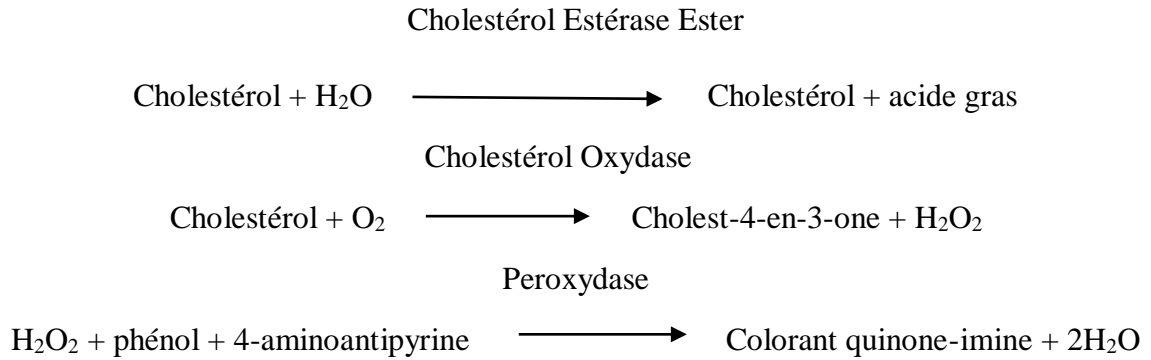 Cholestérol Estérase Ester
Cholestérol + H₂O Cholestérol + acide gras
Cholestérol Oxydase
Cholestérol + O₂ Cholest-4-en-3-one + H₂O₂
Peroxydase
H₂O₂ + phénol + 4-aminoantipyrine Colorant quinone-imine + 2H₂O